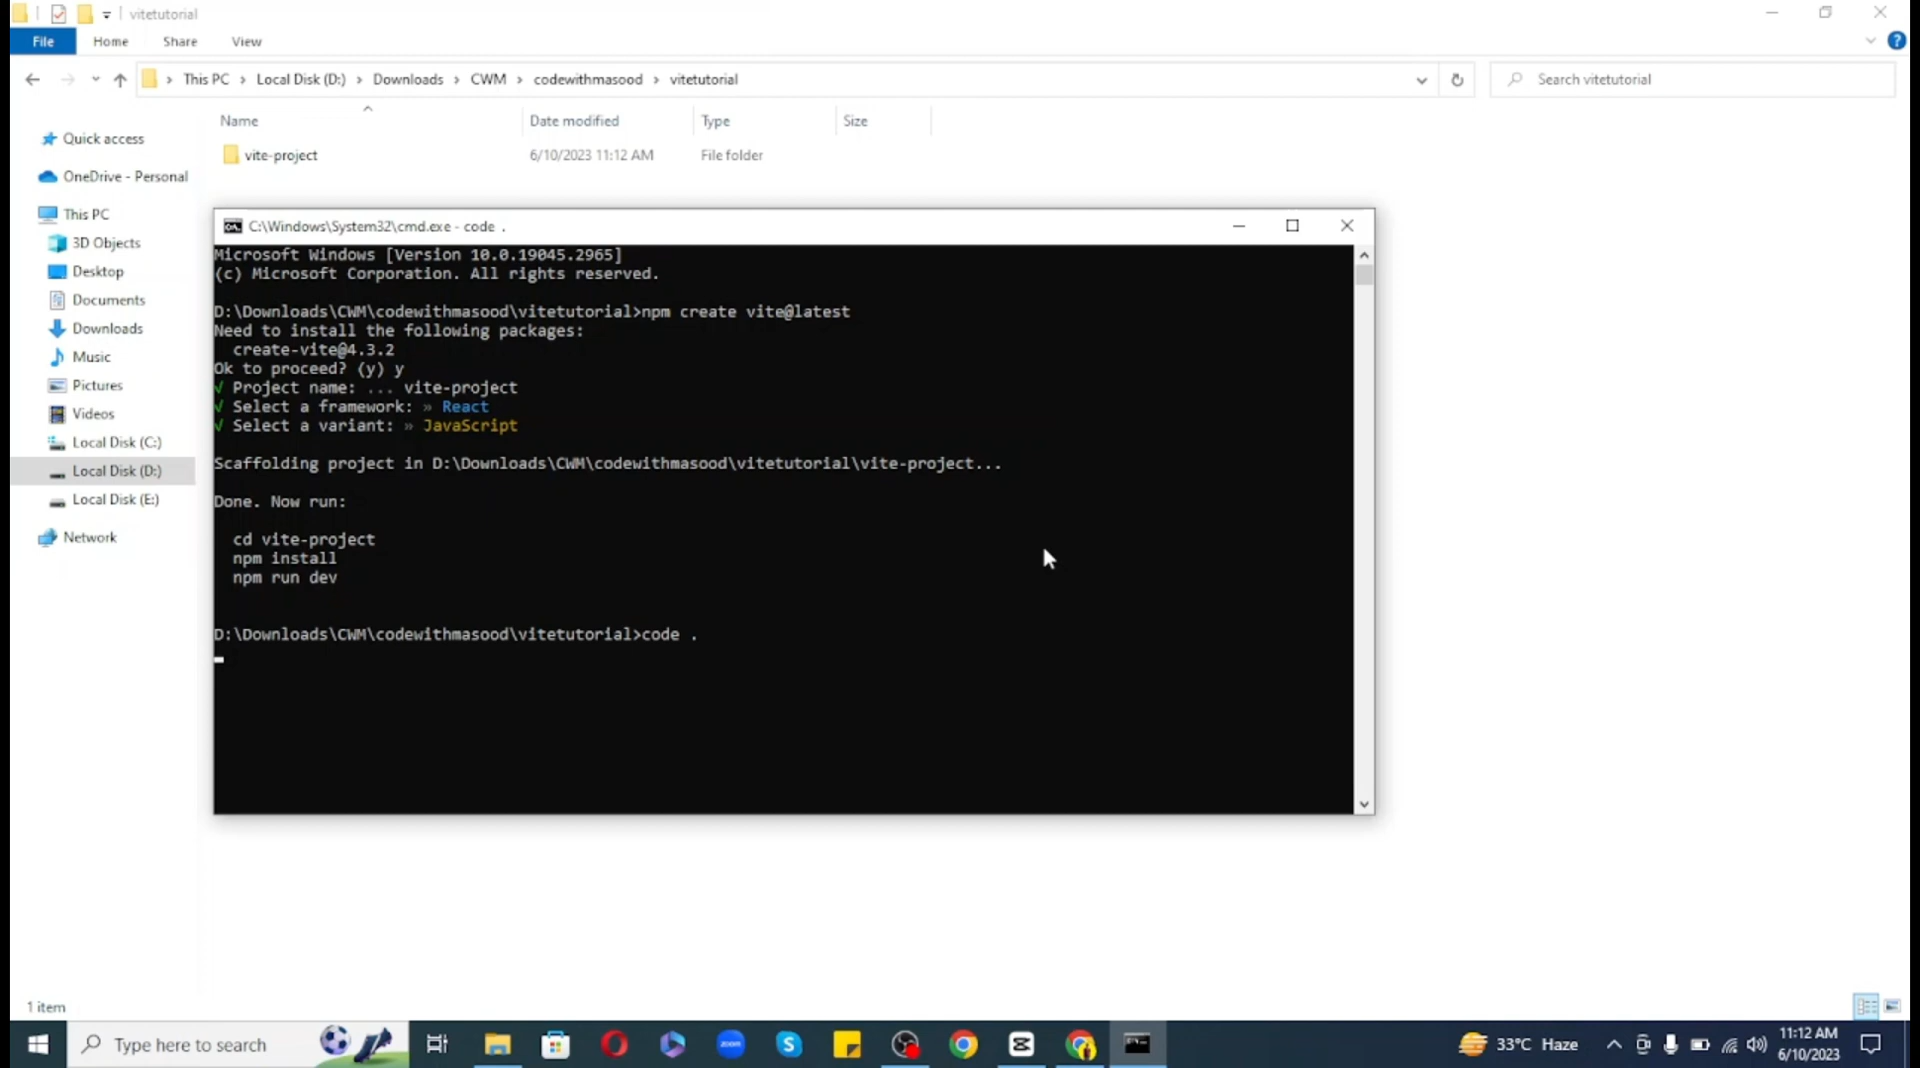 vitetutorial
File Home Share View
This PC > Local Disk (D:) > Downloads > CWM > codewithmasood > vitetutorial
Search vitetutorial
Name Date modified Type Size
vite-project 6/10/2023 11:12 AM File folder
Quick access
OneDrive - Personal
This PC
3D Objects
Desktop
Documents
Downloads
Music
Pictures
Videos
Local Disk (C:)
Local Disk (D:)
Local Disk (E:)
Network
C:\Windows\System32\cmd.exe - code .
Microsoft Windows [Version 10.0.19045.2965]
(c) Microsoft Corporation. All rights reserved.
D:\Downloads\CWM\codewithmasood\vitetutorial>npm create vite@latest
Need to install the following packages:
create-vite@4.3.2
Ok to proceed? (y) y
√ Project name: ... vite-project
√ Select a framework: » React
√ Select a variant: » JavaScript
Scaffolding project in D:\Downloads\CWM\codewithmasood\vitetutorial\vite-project...
Done. Now run:
cd vite-project
npm install
npm run dev
D:\Downloads\CWM\codewithmasood\vitetutorial>code .
1 item
Type here to search
zoom
33°C Haze
11:12 AM
6/10/2023